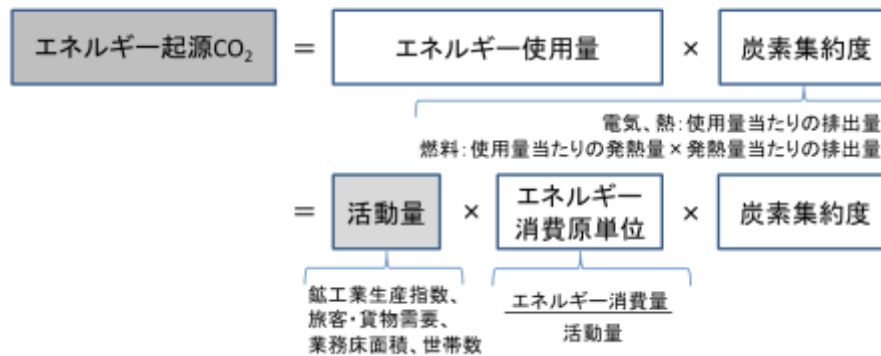 エネルギー起源CO₂ = エネルギー使用量 × 炭素集約度
電気、熱：使用量当たりの排出量
燃料：使用量当たりの発熱量×発熱量当たりの排出量
= 活動量 × エネルギー消費原単位 × 炭素集約度
鉱工業生産指数、
旅客・貨物需要、
業務床面積、世帯数
エネルギー消費量
活動量